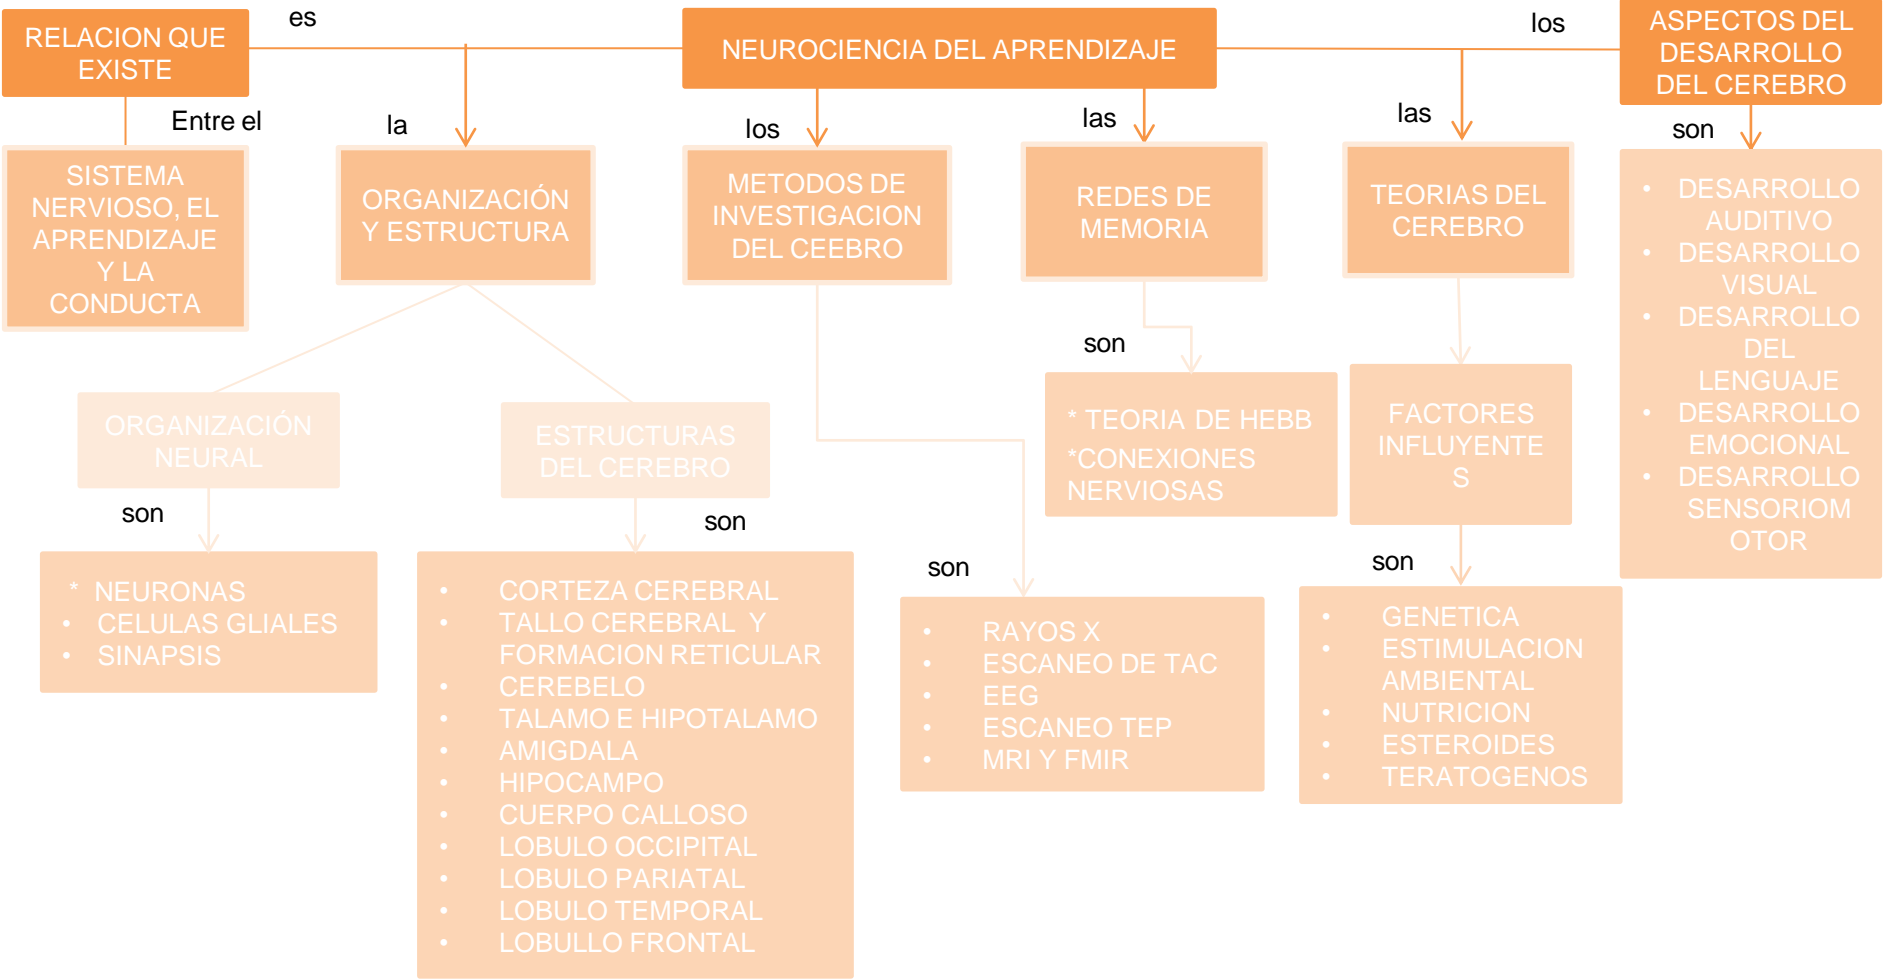 RELACION QUE
EXISTE
es
NEUROCIENCIA DEL APRENDIZAJE
los
ASPECTOS DEL
DESARROLLO
DEL CEREBRO
Entre el
la
los
las
las
son
SISTEMA
NERVIOSO, EL
APRENDIZAJE
Y LA
CONDUCTA
ORGANIZACIÓN
Y ESTRUCTURA
METODOS DE
INVESTIGACION
DEL CEEBRO
REDES DE
MEMORIA
TEORIAS DEL
CEREBRO
• DESARROLLO
AUDITIVO
• DESARROLLO
VISUAL
• DESARROLLO
DEL
LENGUAJE
• DESARROLLO
EMOCIONAL
• DESARROLLO
SENSORIOM
OTOR
ORGANIZACIÓN
NEURAL
ESTRUCTURAS
DEL CEREBRO
son
* TEORIA DE HEBB
*CONEXIONES
NERVIOSAS
FACTORES
INFLUYENTE
S
son
son
son
son
* NEURONAS
• CELULAS GLIALES
• SINAPSIS
• CORTEZA CEREBRAL
• TALLO CEREBRAL Y
FORMACION RETICULAR
• CEREBELO
• TALAMO E HIPOTALAMO
• AMIGDALA
• HIPOCAMPO
• CUERPO CALLOSO
• LOBULO OCCIPITAL
• LOBULO PARIATAL
• LOBULO TEMPORAL
• LOBULLO FRONTAL
• RAYOS X
• ESCANEO DE TAC
• EEG
• ESCANEO TEP
• MRI Y FMIR
• GENETICA
• ESTIMULACION
AMBIENTAL
• NUTRICION
• ESTEROIDES
• TERATOGENOS